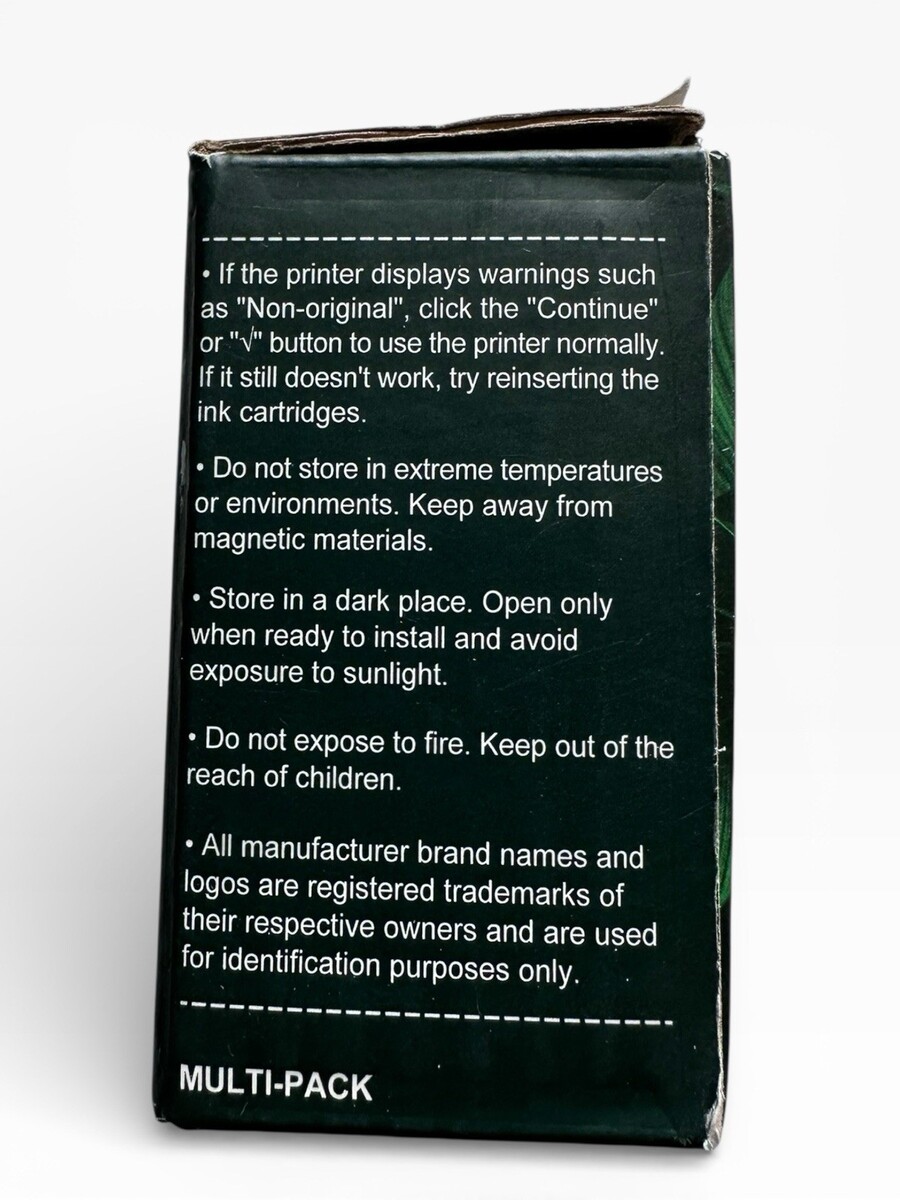 • If the printer displays warnings such
as "Non-original", click the "Continue"
or "√" button to use the printer normally.
If it still doesn't work, try reinserting the
ink cartridges.
• Do not store in extreme temperatures
or environments. Keep away from
magnetic materials.
• Store in a dark place. Open only
when ready to install and avoid
exposure to sunlight.
• Do not expose to fire. Keep out of the
reach of children.
• All manufacturer brand names and
logos are registered trademarks of
their respective owners and are used
for identification purposes only.
MULTI-PACK